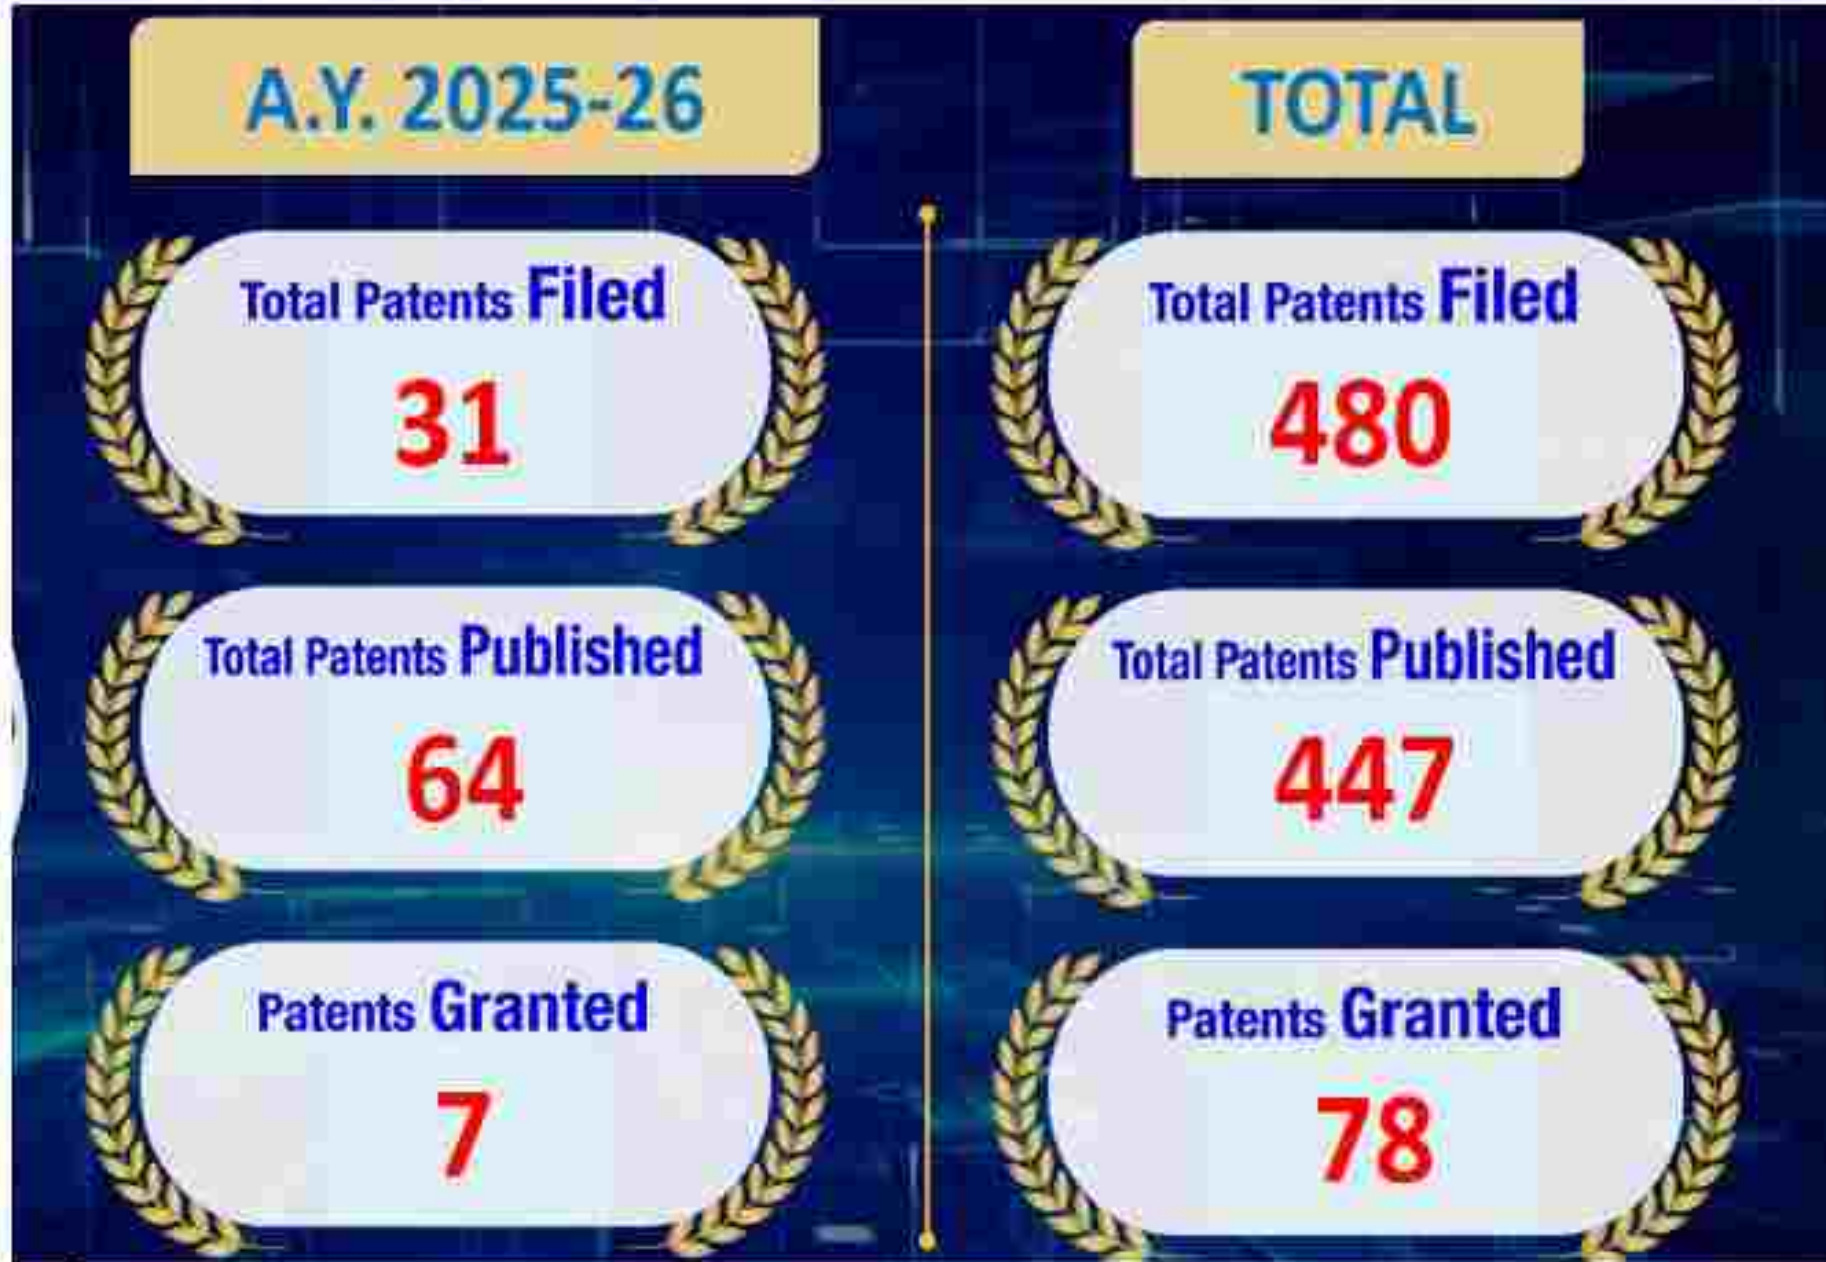 A.Y. 2025-26
Total Patents Filed
31
Total Patents Published
64
Patents Granted
7
TOTAL
Total Patents Filed
480
Total Patents Published
447
Patents Granted
78